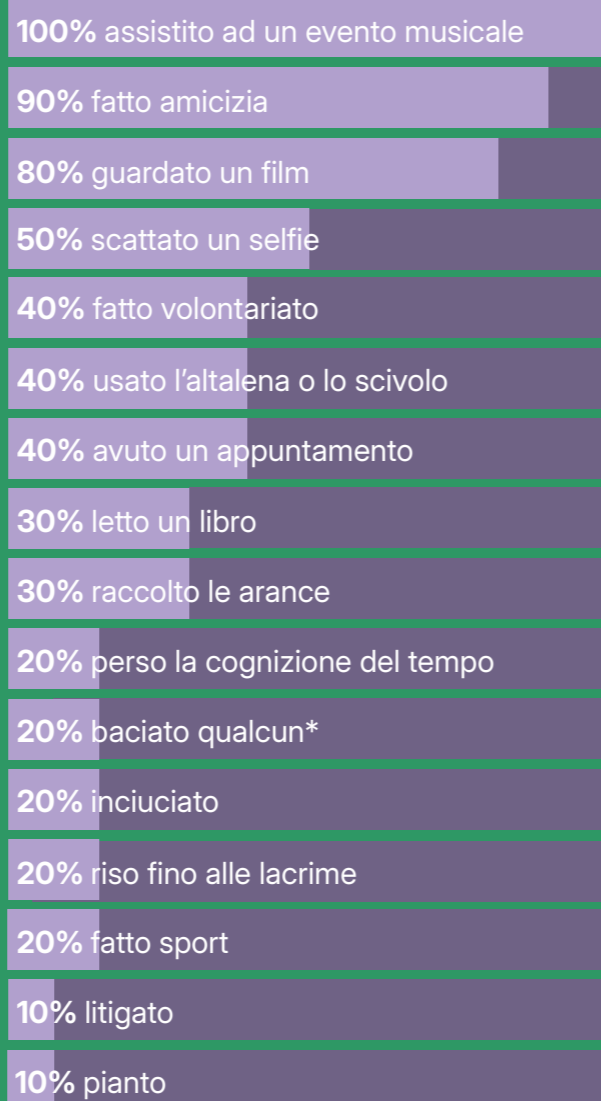 100% assistito ad un evento musicale
90% fatto amicizia
80% guardato un film
50% scattato un selfie
40% fatto volontariato
40% usato l’altalena o lo scivolo
40% avuto un appuntamento
30% letto un libro
30% raccolto le arance
20% perso la cognizione del tempo
20% baciato qualcun*
20% inciuciato
20% riso fino alle lacrime
20% fatto sport
10% litigato
10% pianto